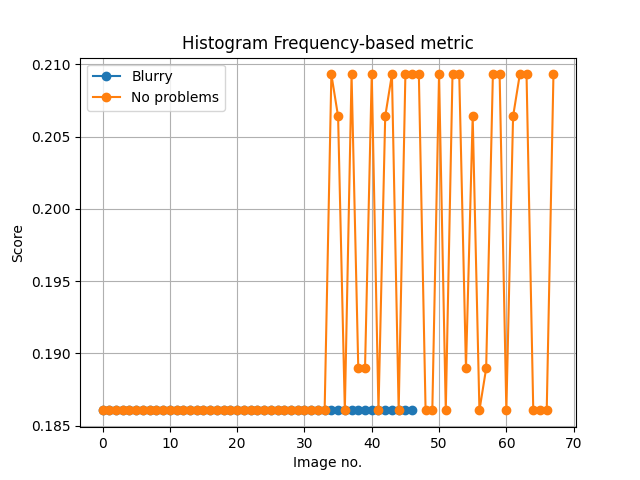 Histogram Frequency-based metric
Blurry
No problems
Score
0.210
0.205
0.200
0.195
0.190
0.185
0 10 20 30 40 50 60 70
Image no.